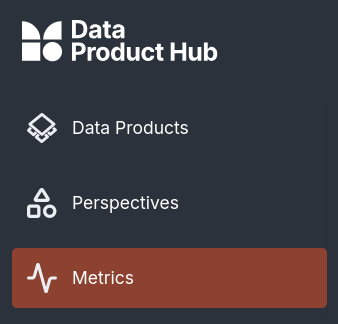 Data
Product Hub
Data Products
Perspectives
Metrics